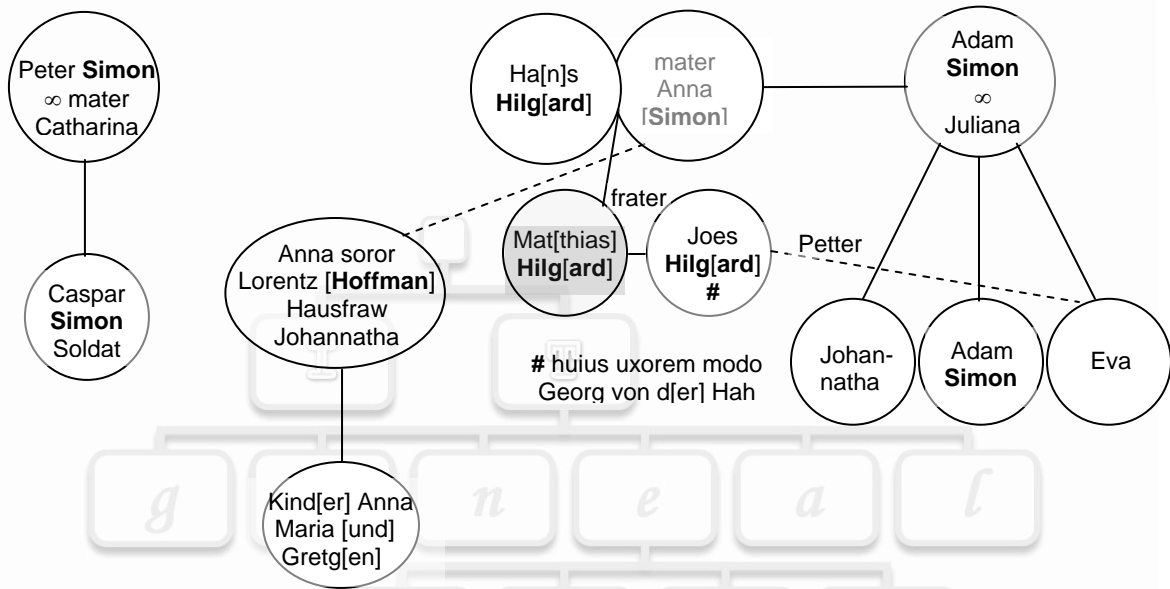 Peter Simon
∞ mater
Catharina
Caspar
Simon
Soldat
Ha[n]s
Hilg[ard]
mater
Anna
[Simon]
Adam
Simon
∞
Juliana
frater
Mat[thias]
Hilg[ard]
Joes
Hilg[ard]
#
Petter
Anna soror
Lorentz [Hoffman]
Hausfraw
Johannatha
# huius uxorem modo
Georg von d[er] Hah
Johan-
natha
Adam
Simon
Eva
Kind[er] Anna
Maria [und]
Gretg[en]
g
n
e
a
l